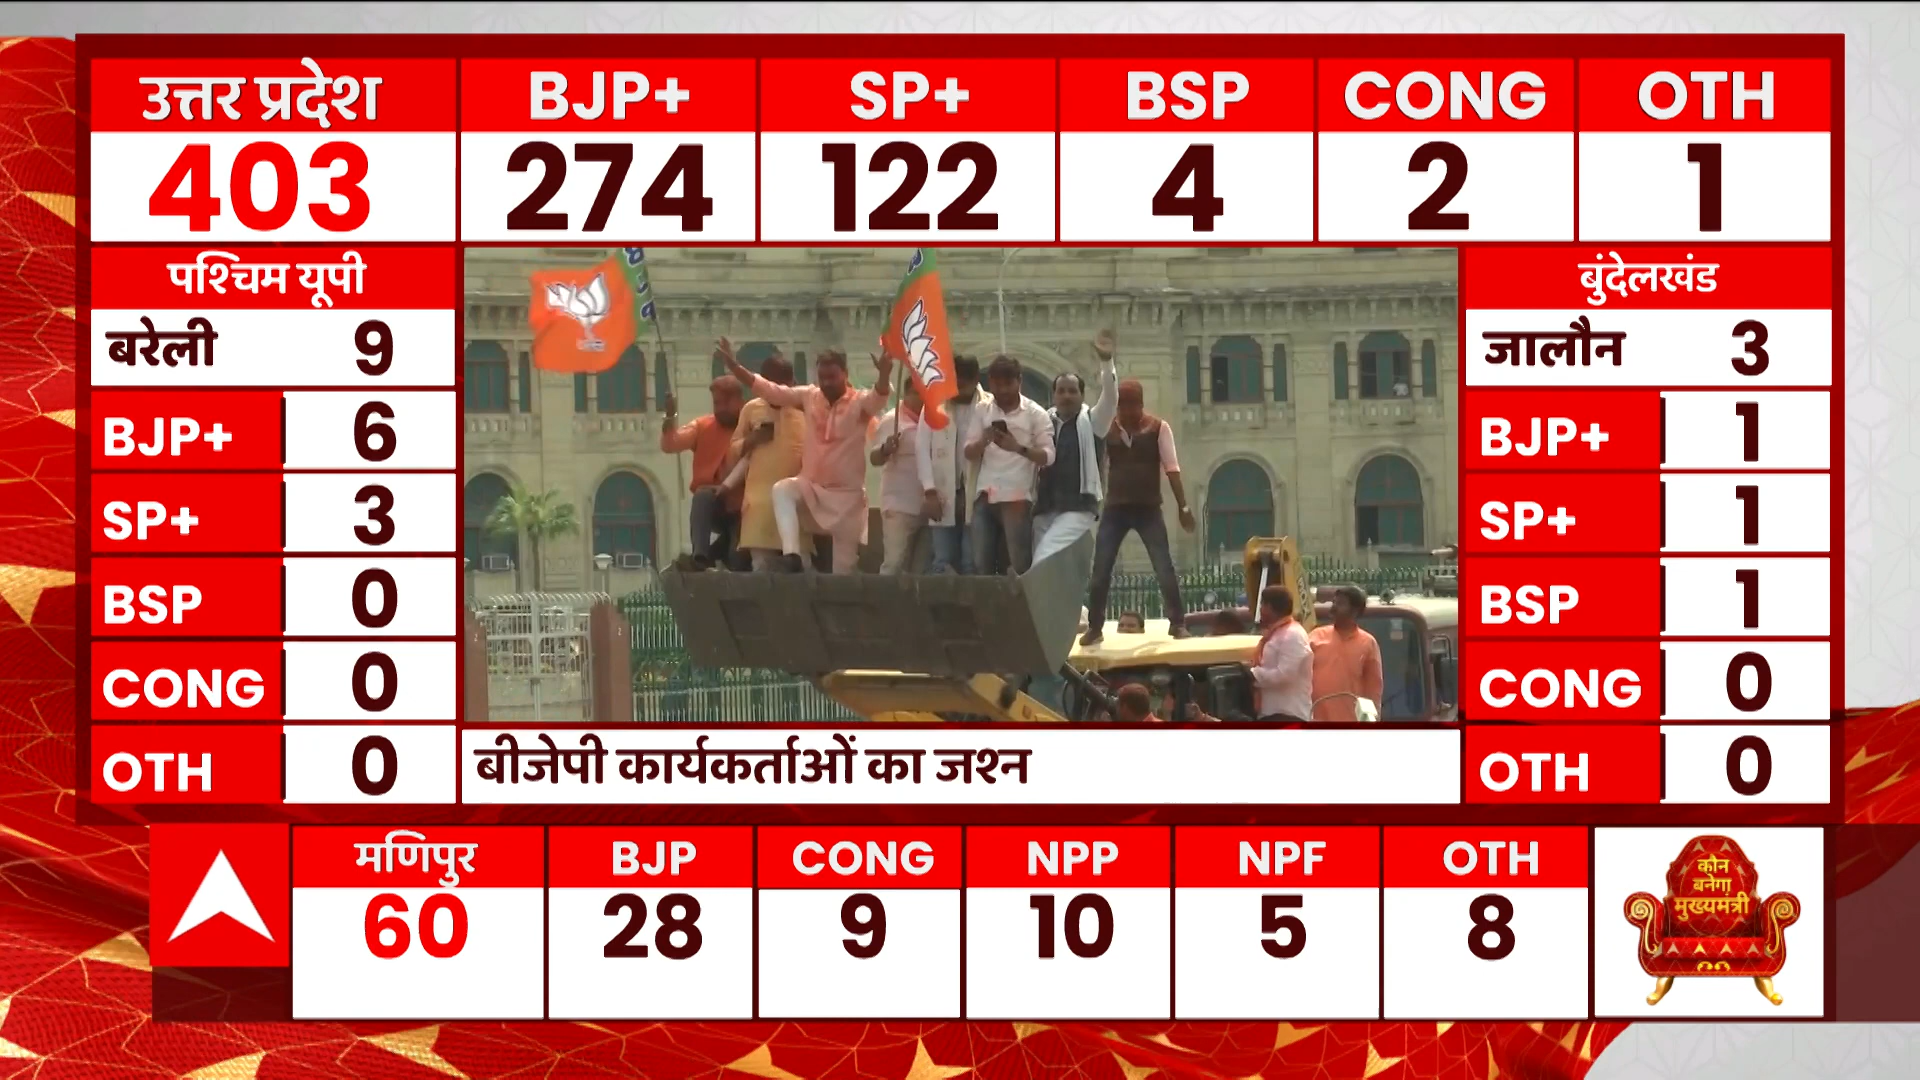 उत्तर प्रदेश BJP+ SP+ BSP CONG OTH
403 274 122 4 2 1
पश्चिम यूपी
बरेली 9
BJP+ 6
SP+ 3
BSP 0
CONG 0
OTH 0
बीजेपी कार्यकर्ताओं का जश्न
बुंदेलखंड
जालौन 3
BJP+ 1
SP+ 1
BSP 1
CONG 0
OTH 0
मणिपुर BJP CONG NPP NPF OTH
60 28 9 10 5 8
कौन
बनेगा
मुख्यमंत्री